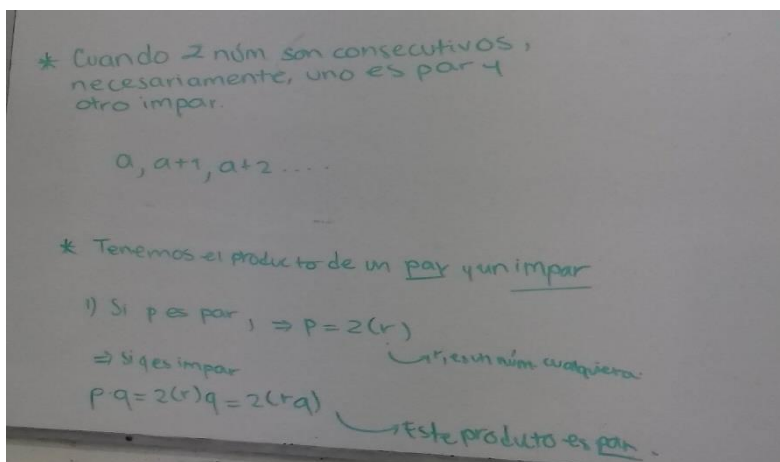 * Cuando 2 núm son consecutivos,
necesariamente, uno es par y
otro impar.
a, a+1, a+2 ....
* Tenemos el producto de un par y un impar
1) Si p es par, ⇒ p = 2(r)
r, es un núm cualquiera.
⇒ si q es impar
p·q = 2(r)q = 2(rq)
Este produto es par.